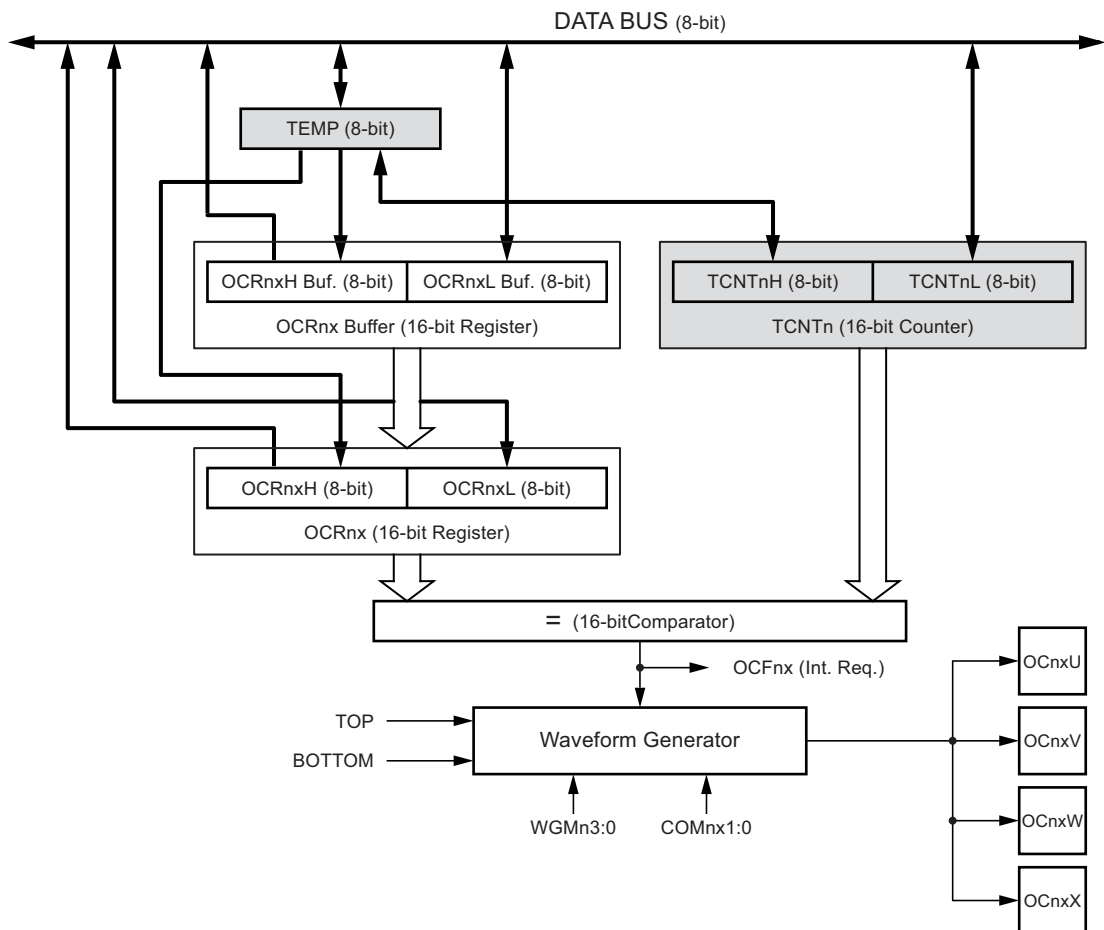 DATA BUS (8-bit)
TEMP (8-bit)
OCRnxH Buf. (8-bit)
OCRnxL Buf. (8-bit)
OCRnx Buffer (16-bit Register)
TCNTnH (8-bit)
TCNTnL (8-bit)
TCNTn (16-bit Counter)
OCRnxH (8-bit)
OCRnxL (8-bit)
OCRnx (16-bit Register)
= (16-bitComparator)
OCFnx (Int. Req.)
TOP
BOTTOM
Waveform Generator
WGMn3:0
COMnx1:0
OCnxU
OCnxV
OCnxW
OCnxX